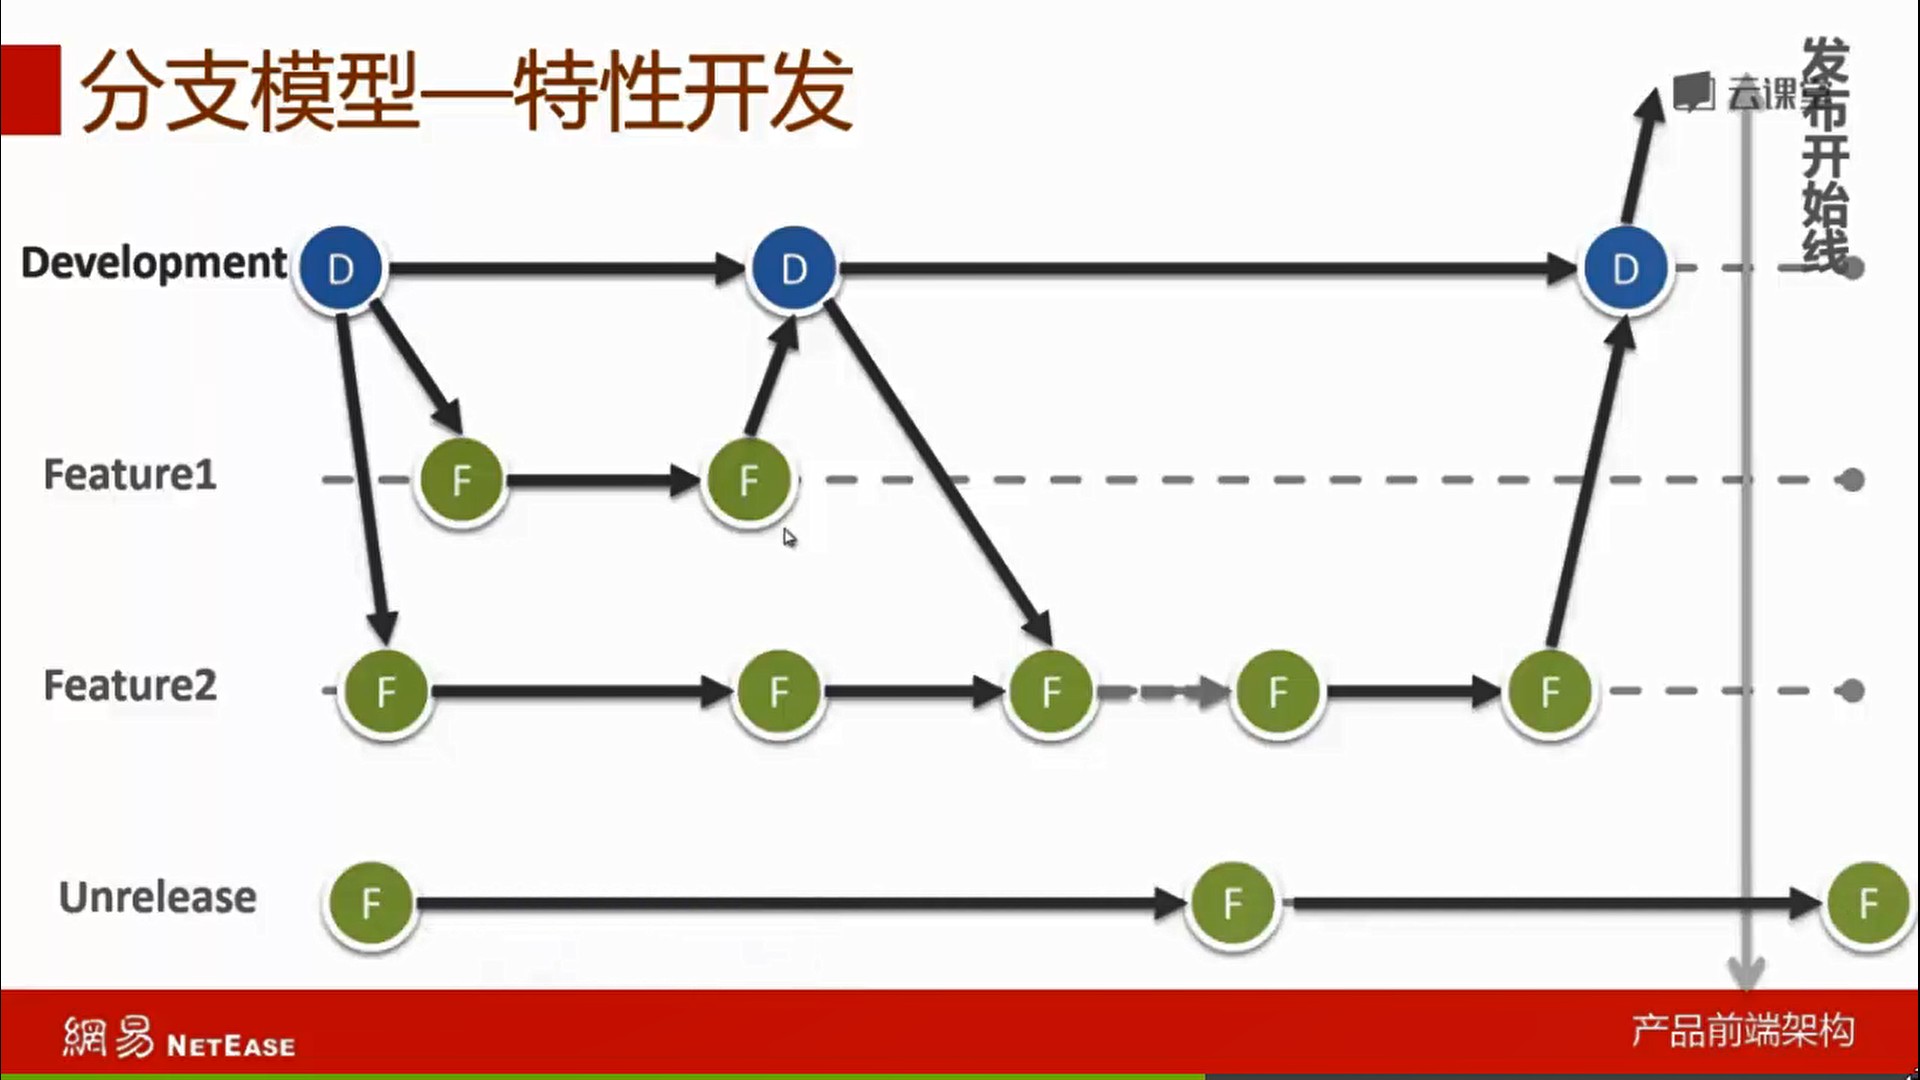 分支模型—特性开发
云课堂
发布开始线
Development
D
D
D
Feature1
F
F
Feature2
F
F
F
F
F
Unrelease
F
F
F
網易 NETEASE
产品前端架构